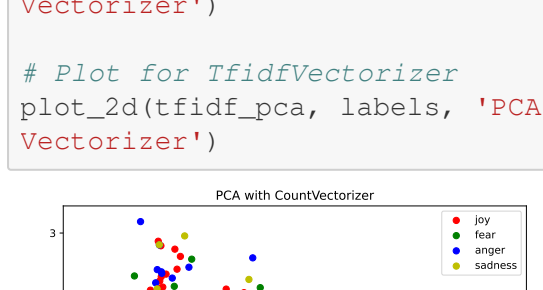 Vectorizer')
# Plot for TfidfVectorizer
plot_2d(tfidf_pca, labels, 'PCA
Vectorizer')
PCA with CountVectorizer
joy
fear
anger
sadness
3